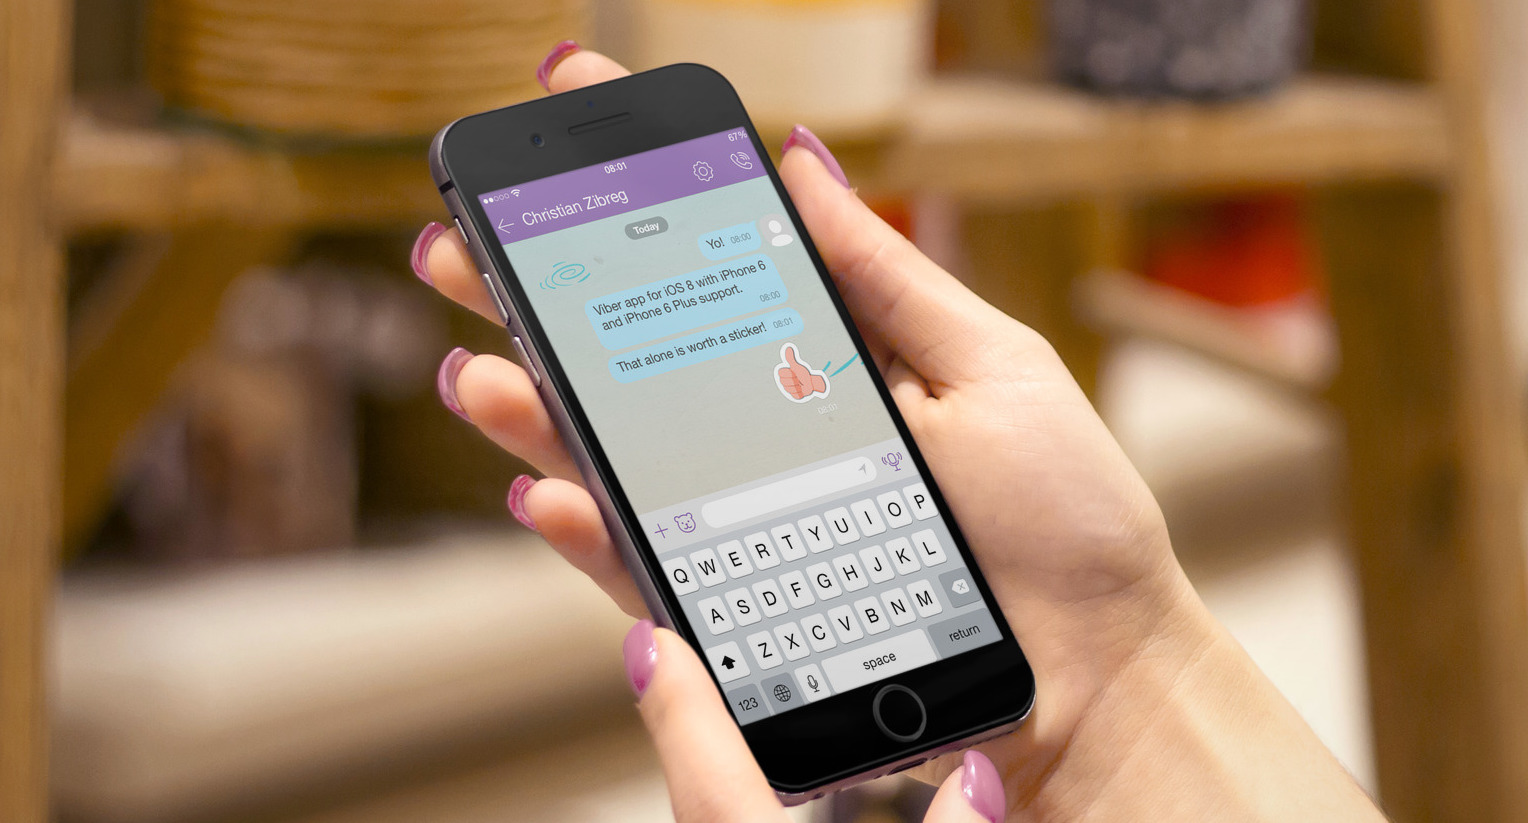 08:01
67%
Christian Zibreg
Today
Yo! 08:00
Viber app for iOS 8 with iPhone 6
and iPhone 6 Plus support.
08:00
That alone is worth a sticker! 08:01
08:01
Q W E R T Y U I O P
A S D F G H J K L
Z X C V B N M
123 space return